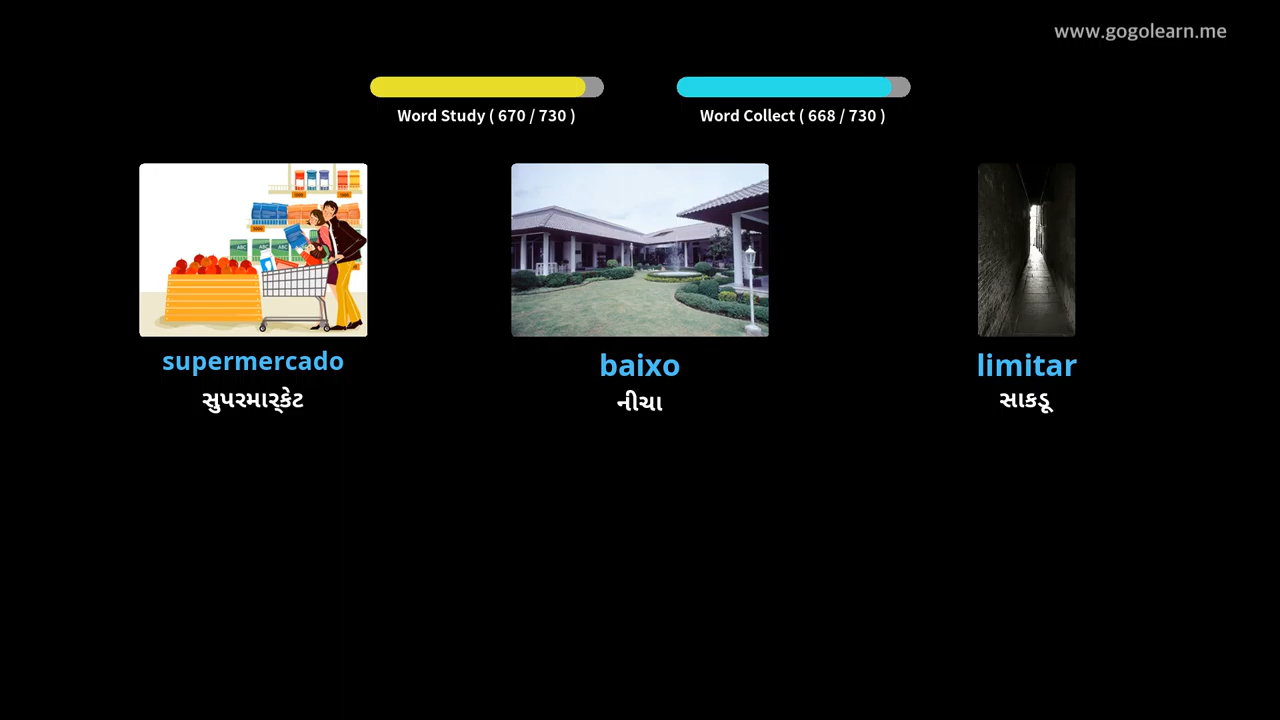 www.gogolearn.me
Word Study ( 670 / 730 )
Word Collect ( 668 / 730 )
supermercado
baixo
limitar
સુપરમાર્કેટ
નીચા
સાકડૂ